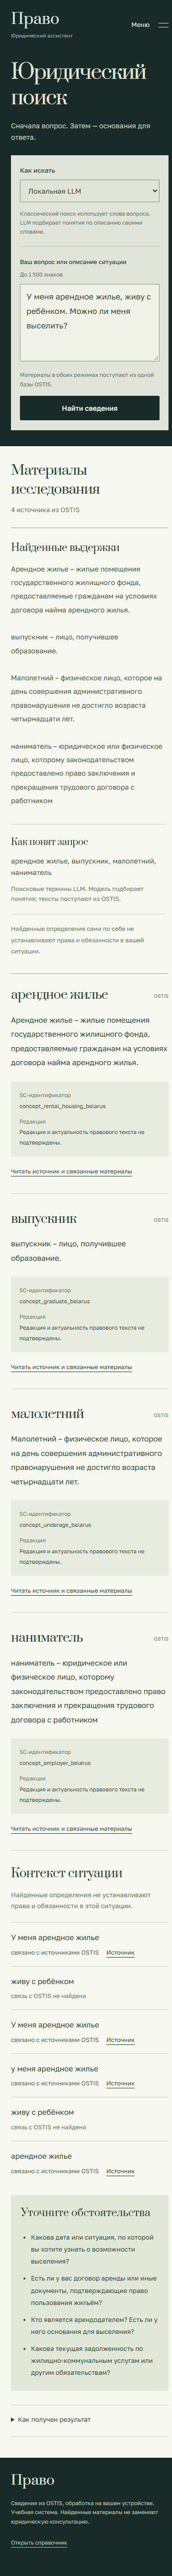 Право
Юридический ассистент
Меню
Юридический
поиск
Сначала вопрос. Затем — основания для
ответа.
Как искать
Локальная LLM
Классический поиск использует слова вопроса.
LLM подбирает понятия по описанию своими
словами.
Ваш вопрос или описание ситуации
До 1 500 знаков
У меня арендное жилье, живу с
ребёнком. Можно ли меня
выселить?
Материалы в обоих режимах поступают из одной
базы OSTIS.
Найти сведения
Материалы
исследования
4 источника из OSTIS
Найденные выдержки
Арендное жилье – жилые помещения
государственного жилищного фонда,
предоставляемые гражданам на условиях
договора найма арендного жилья.
выпускник – лицо, получившее
образование.
Малолетний – физическое лицо, которое на
день совершения административного
правонарушения не достигло возраста
четырнадцати лет.
наниматель – юридическое или физическое
лицо, которому законодательством
предоставлено право заключения и
прекращения трудового договора с
работником
Как понят запрос
арендное жилье, выпускник, малолетний,
наниматель
Поисковые термины LLM. Модель подбирает
понятия; тексты поступают из OSTIS.
Найденные определения сами по себе не
устанавливают права и обязанности в вашей
ситуации.
арендное жилье
OSTIS
Арендное жилье – жилые помещения
государственного жилищного фонда,
предоставляемые гражданам на условиях
договора найма арендного жилья.
SC-идентификатор
concept_rental_housing_belarus
Редакция
Редакция и актуальность правового текста не
подтверждены.
Читать источник и связанные материалы
выпускник
OSTIS
выпускник – лицо, получившее
образование.
SC-идентификатор
concept_graduate_belarus
Редакция
Редакция и актуальность правового текста не
подтверждены.
Читать источник и связанные материалы
малолетний
OSTIS
Малолетний – физическое лицо, которое
на день совершения административного
правонарушения не достигло возраста
четырнадцати лет.
SC-идентификатор
concept_underage_belarus
Редакция
Редакция и актуальность правового текста не
подтверждены.
Читать источник и связанные материалы
наниматель
OSTIS
наниматель – юридическое или
физическое лицо, которому
законодательством предоставлено право
заключения и прекращения трудового
договора с работником
SC-идентификатор
concept_employer_belarus
Редакция
Редакция и актуальность правового текста не
подтверждены.
Читать источник и связанные материалы
Контекст ситуации
Найденные определения не устанавливают
права и обязанности в этой ситуации.
У меня арендное жилье
связано с источниками OSTIS Источник
живу с ребёнком
связь с OSTIS не найдена
У меня арендное жилье
связано с источниками OSTIS Источник
у меня арендное жилье
связано с источниками OSTIS Источник
живу с ребёнком
связь с OSTIS не найдена
арендное жилье
связано с источниками OSTIS Источник
Уточните обстоятельства
• Какова дата или ситуация, по которой
вы хотите узнать о возможности
выселения?
• Есть ли у вас договор аренды или иные
документы, подтверждающие право
пользования жильём?
• Кто является арендодателем? Есть ли у
него основания для выселения?
• Какова текущая задолженность по
жилищно-коммунальным услугам или
другим обязательствам?
Как получен результат
Право
Сведения из OSTIS, обработка на вашем устройстве.
Учебная система. Найденные материалы не заменяют
юридическую консультацию.
Открыть справочник